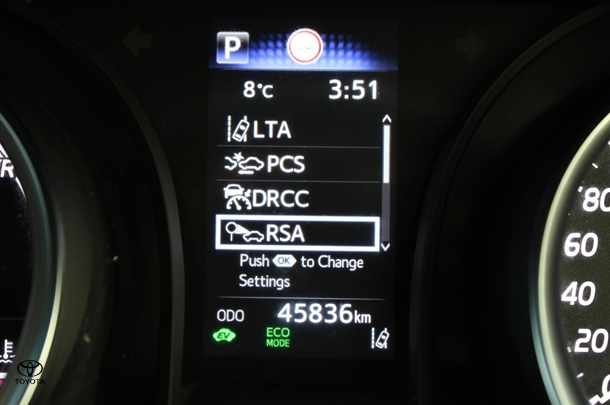 P
8°C 3:51
LTA
PCS
DRCC
RSA
Push OK to Change
Settings
ODO 45836km
EV ECO
MODE
80
60
40
20
TOYOTA